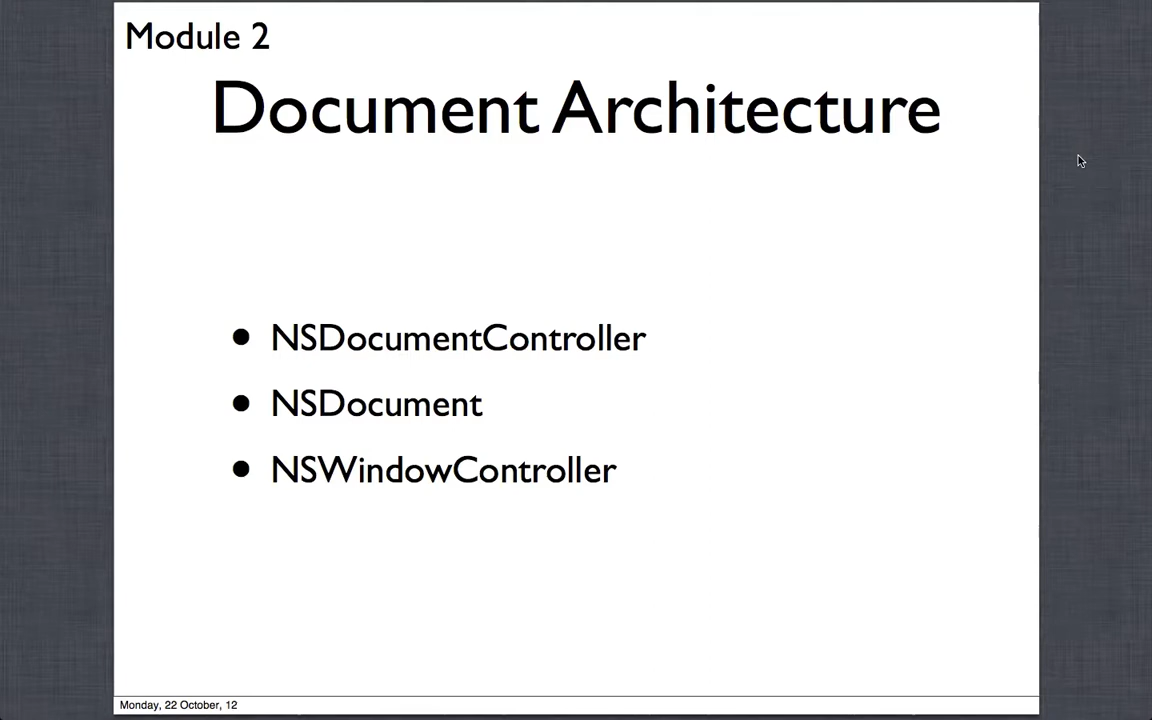 Module 2
Document Architecture
• NSDocumentController
• NSDocument
• NSWindowController
Monday, 22 October, 12